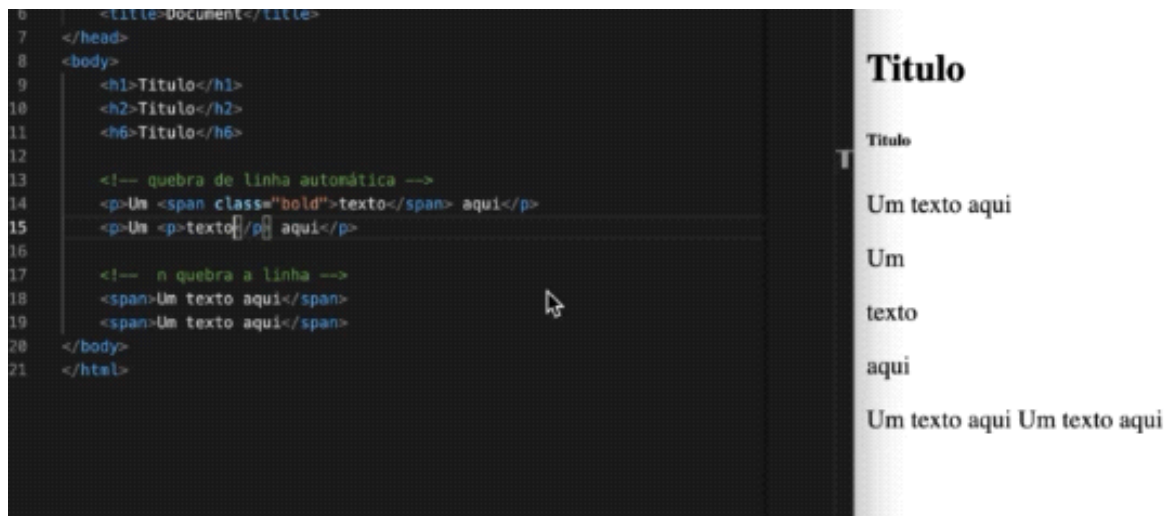 6 <title>Document</title>
7 </head>
8 <body>
9 <h1>Titulo</h1>
10 <h2>Titulo</h2>
11 <h6>Titulo</h6>
12
13 <!-- quebra de linha automática -->
14 <p>Um <span class="bold">texto</span> aqui</p>
15 <p>Um <p>texto</p> aqui</p>
16
17 <!-- n quebra a linha -->
18 <span>Um texto aqui</span>
19 <span>Um texto aqui</span>
20 </body>
21 </html>
T
Titulo
Titulo
Um texto aqui
Um
texto
aqui
Um texto aqui Um texto aqui